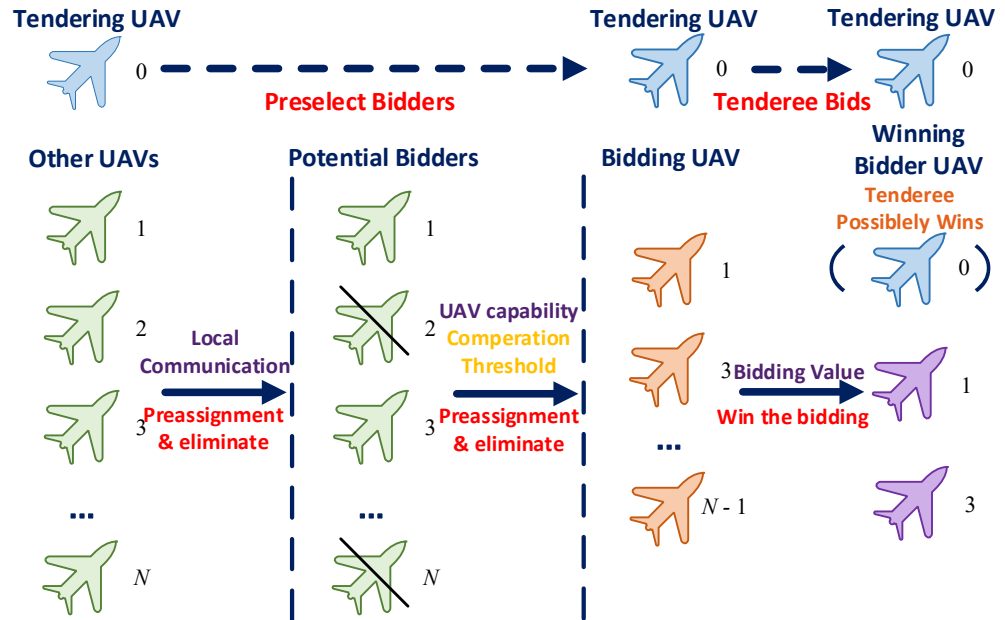 Tendering UAV
0
Preselect Bidders
Tendering UAV
0
Tenderee Bids
Tendering UAV
0
Other UAVs
1
2
3
...
N
Local
Communication
Preassignment
& eliminate
Potential Bidders
1
2
3
...
UAV capability
Comperation
Threshold
Preassignment
& eliminate
Bidding UAV
1
3
...
N - 1
Bidding Value
Win the bidding
Winning
Bidder UAV
Tenderee
Possiblely Wins
( 0 )
1
3